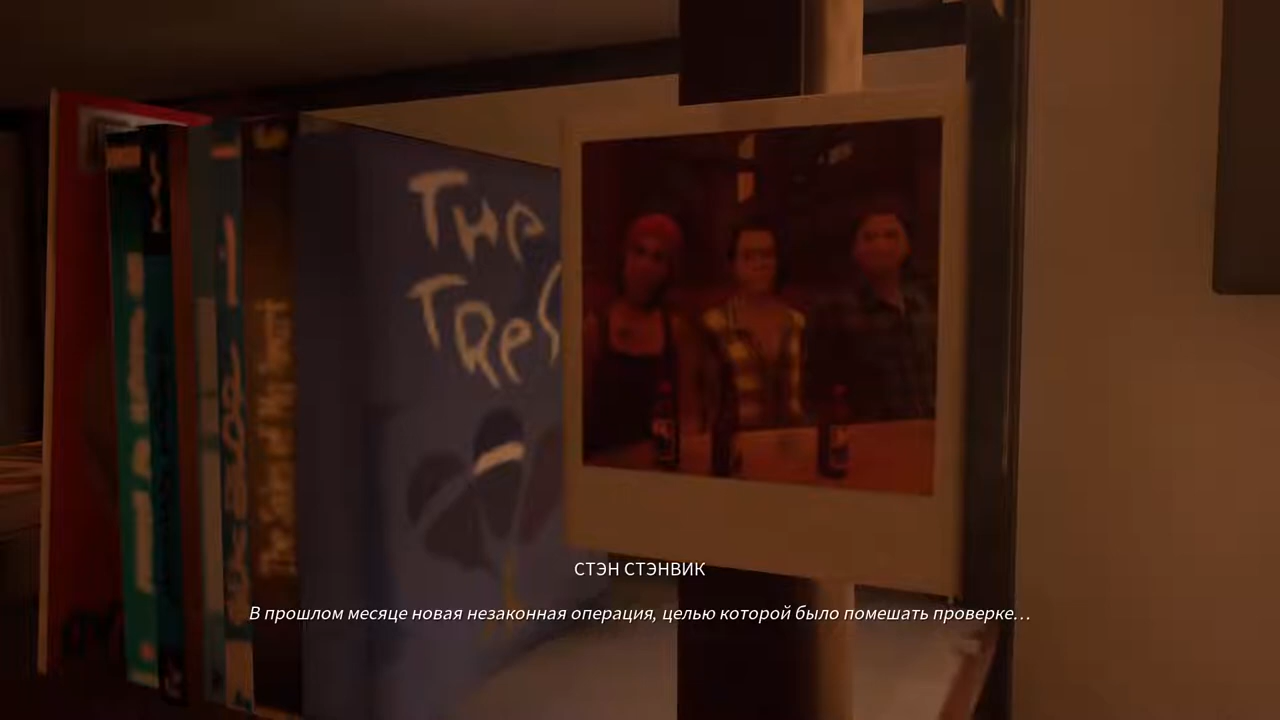 THE
TRES
СТЭН СТЭНВИК
В прошлом месяце новая незаконная операция, целью которой было помешать проверке…